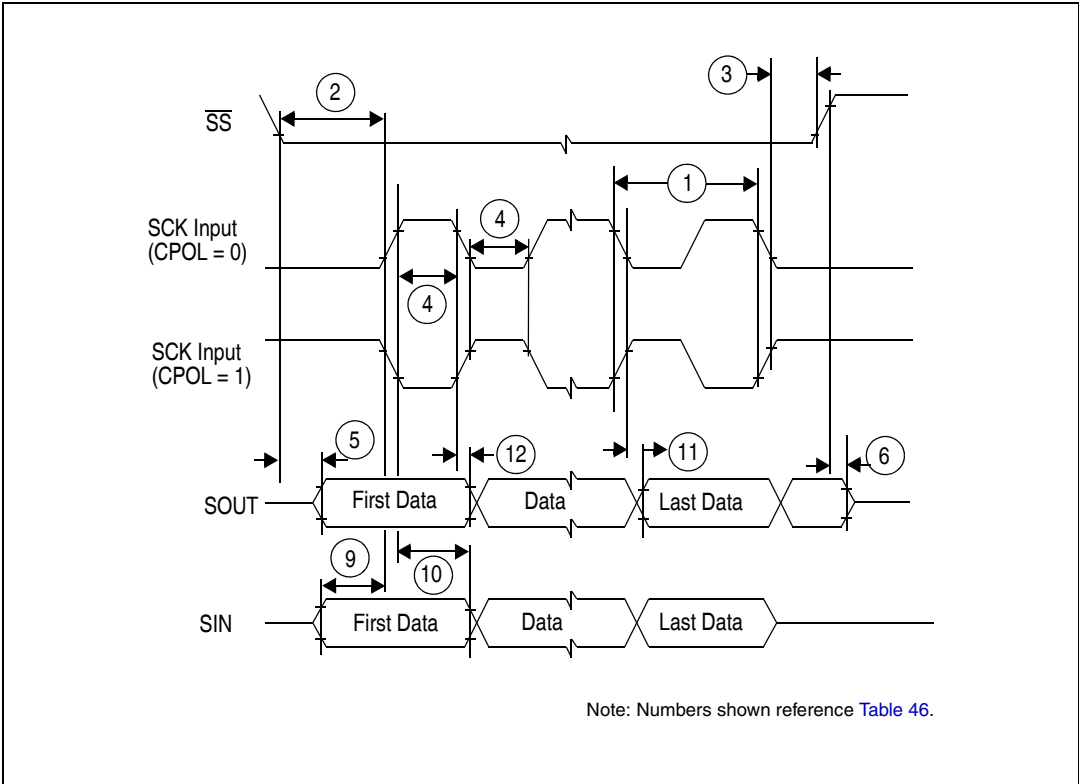 3
2
SS
1
SCK Input
(CPOL = 0)
4
4
SCK Input
(CPOL = 1)
5
12
11
6
SOUT
First Data
Data
Last Data
9
10
SIN
First Data
Data
Last Data
Note: Numbers shown reference Table 46.